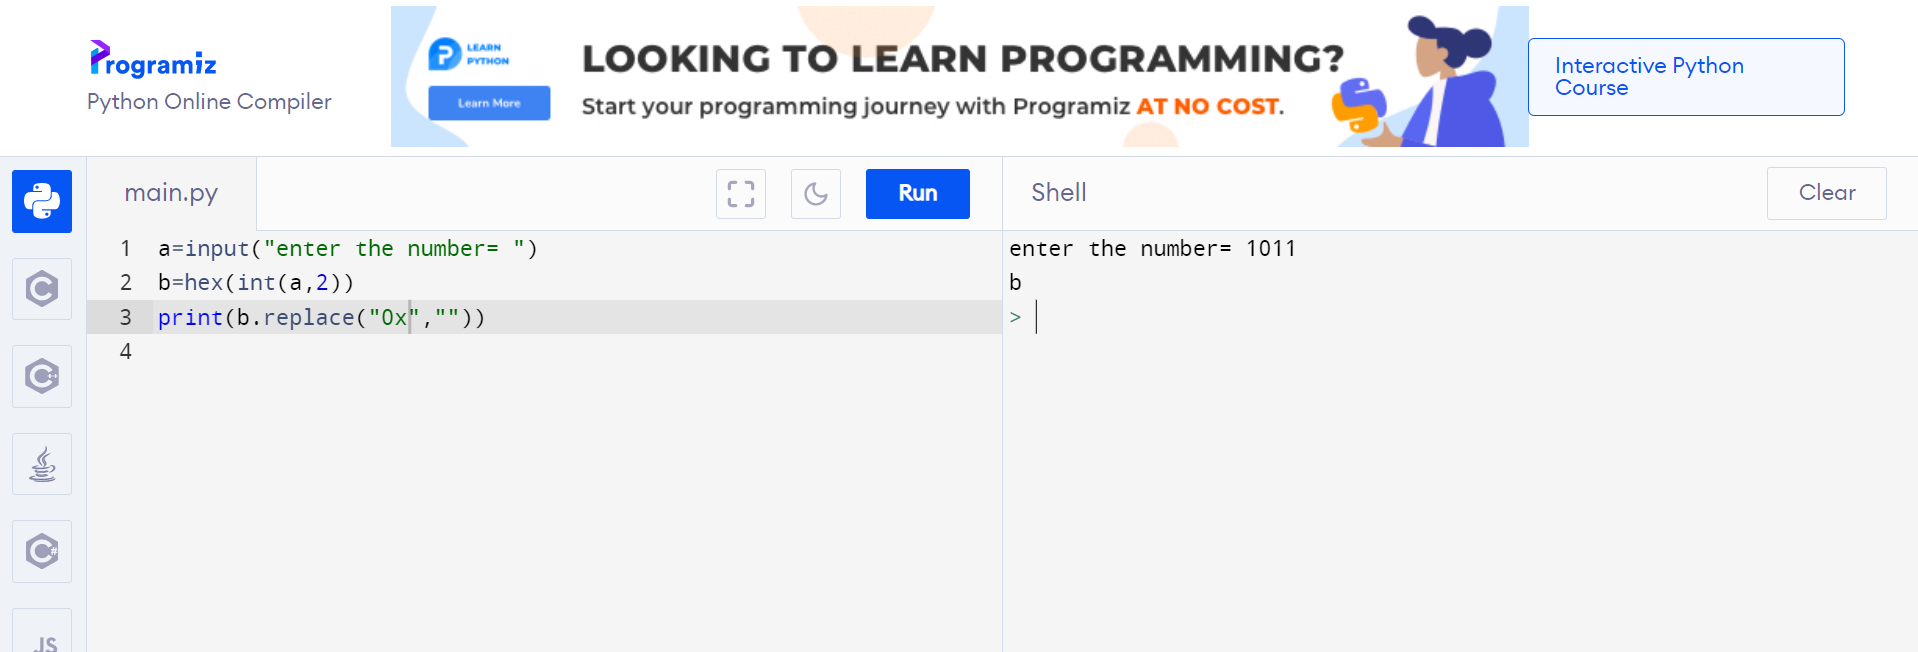 Programiz
Python Online Compiler
LEARN
PYTHON
Learn More
LOOKING TO LEARN PROGRAMMING?
Start your programming journey with Programiz AT NO COST.
Interactive Python
Course
main.py
Run
Shell
Clear
1 a=input("enter the number= ")
2 b=hex(int(a,2))
3 print(b.replace("0x",""))
4
enter the number= 1011
b
>
C
C++
C#
JS